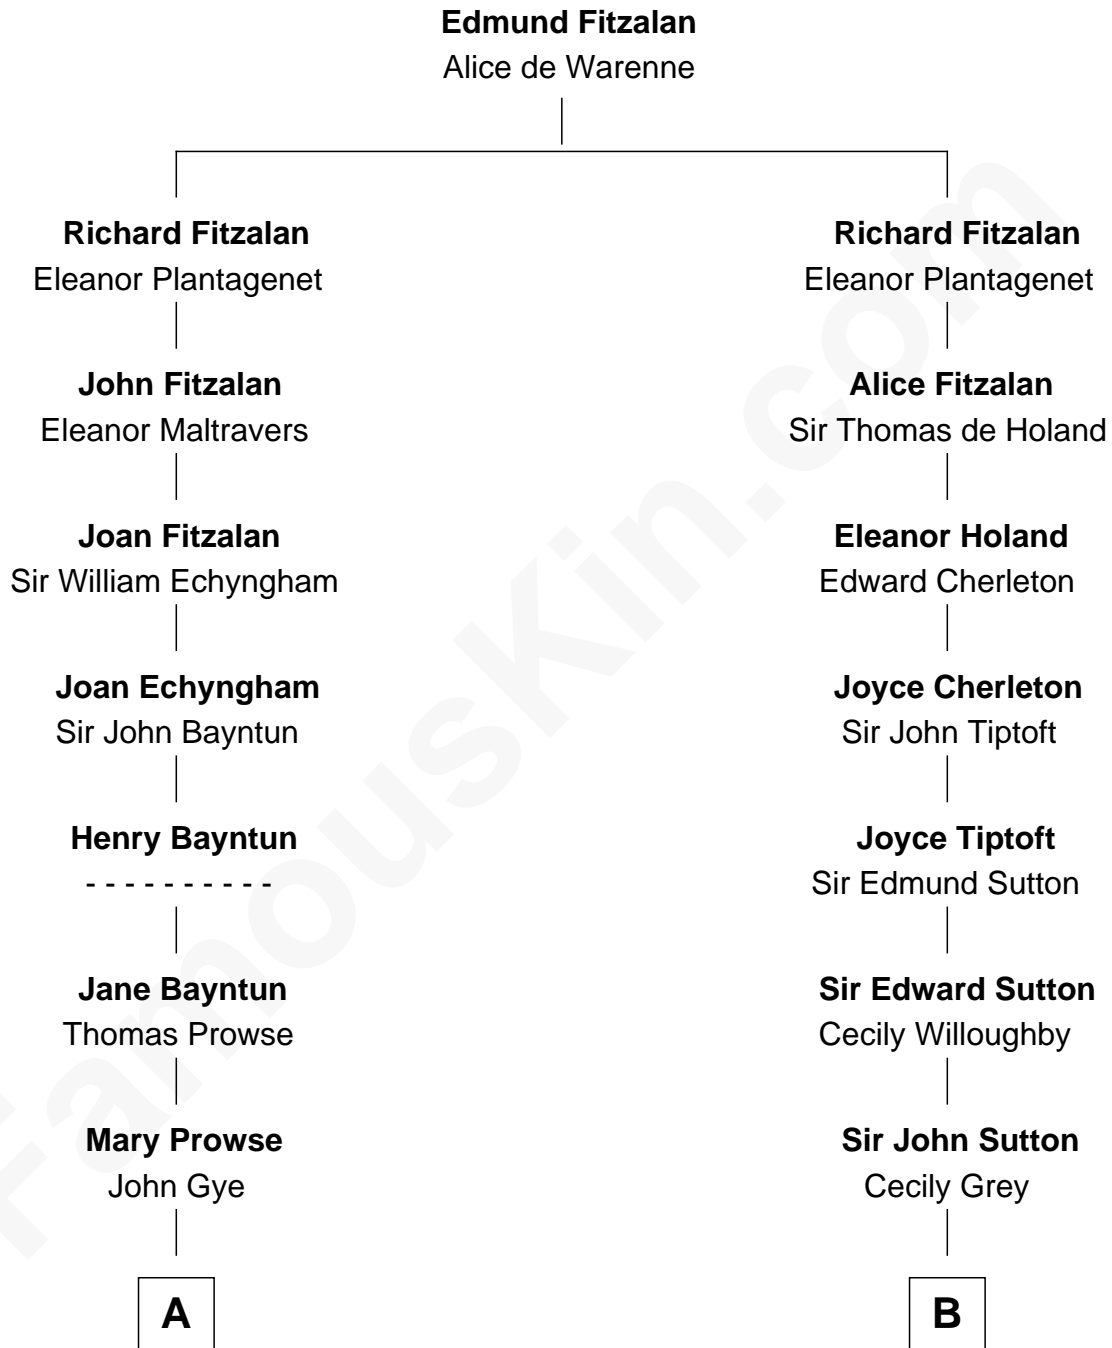 Edmund Fitzalan
Alice de Warenne
Richard Fitzalan
Eleanor Plantagenet
Richard Fitzalan
Eleanor Plantagenet
John Fitzalan
Eleanor Maltravers
Alice Fitzalan
Sir Thomas de Holand
Joan Fitzalan
Sir William Echyngham
Eleanor Holand
Edward Cherleton
Joan Echyngham
Sir John Bayntun
Joyce Cherleton
Sir John Tiptoft
Henry Bayntun
- - - - - - - - - -
Joyce Tiptoft
Sir Edmund Sutton
Jane Bayntun
Thomas Prowse
Sir Edward Sutton
Cecily Willoughby
Mary Prowse
John Gye
Sir John Sutton
Cecily Grey
A
B
FamousKin.com